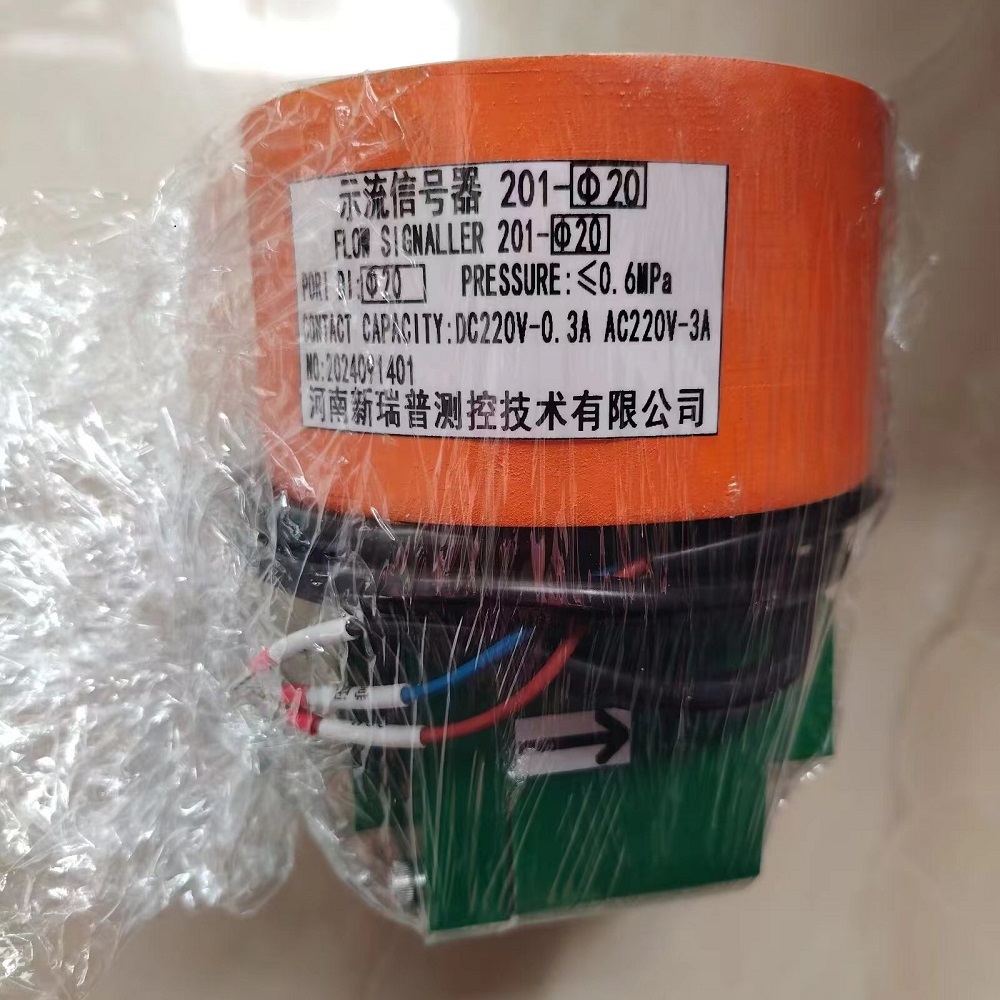 示流信号器 201-Φ20
FLOW SIGNALLER 201-Φ20
PORT DI:Φ20 PRESSURE:≤0.6MPa
CONTACT CAPACITY:DC220V-0.3A AC220V-3A
NO:2024091401
河南新瑞普测控技术有限公司